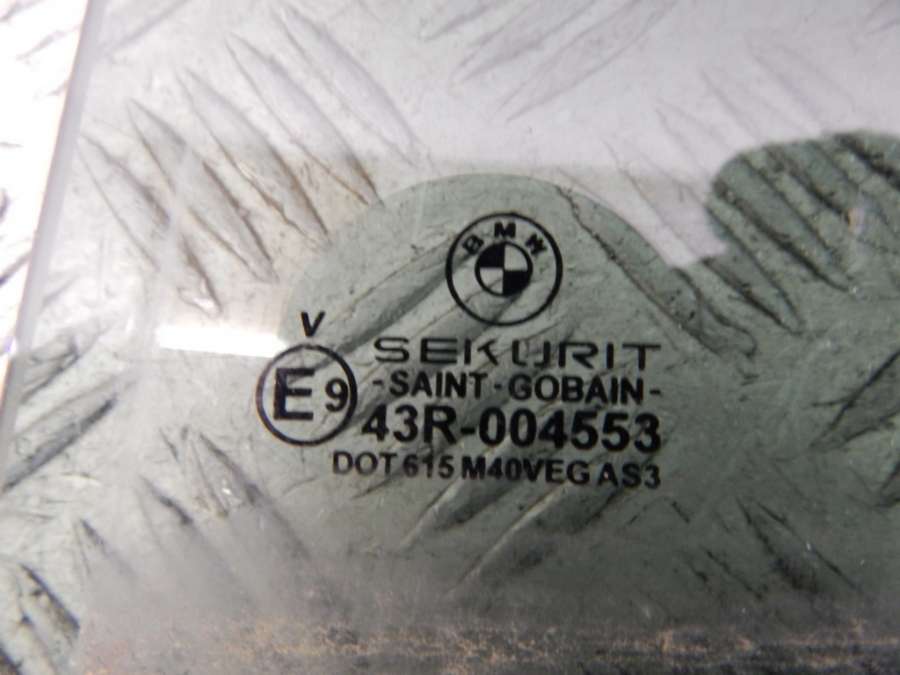 BMW
V
SEKURIT
E9
-SAINT-GOBAIN-
43R-004553
DOT 615 M40VEG AS3